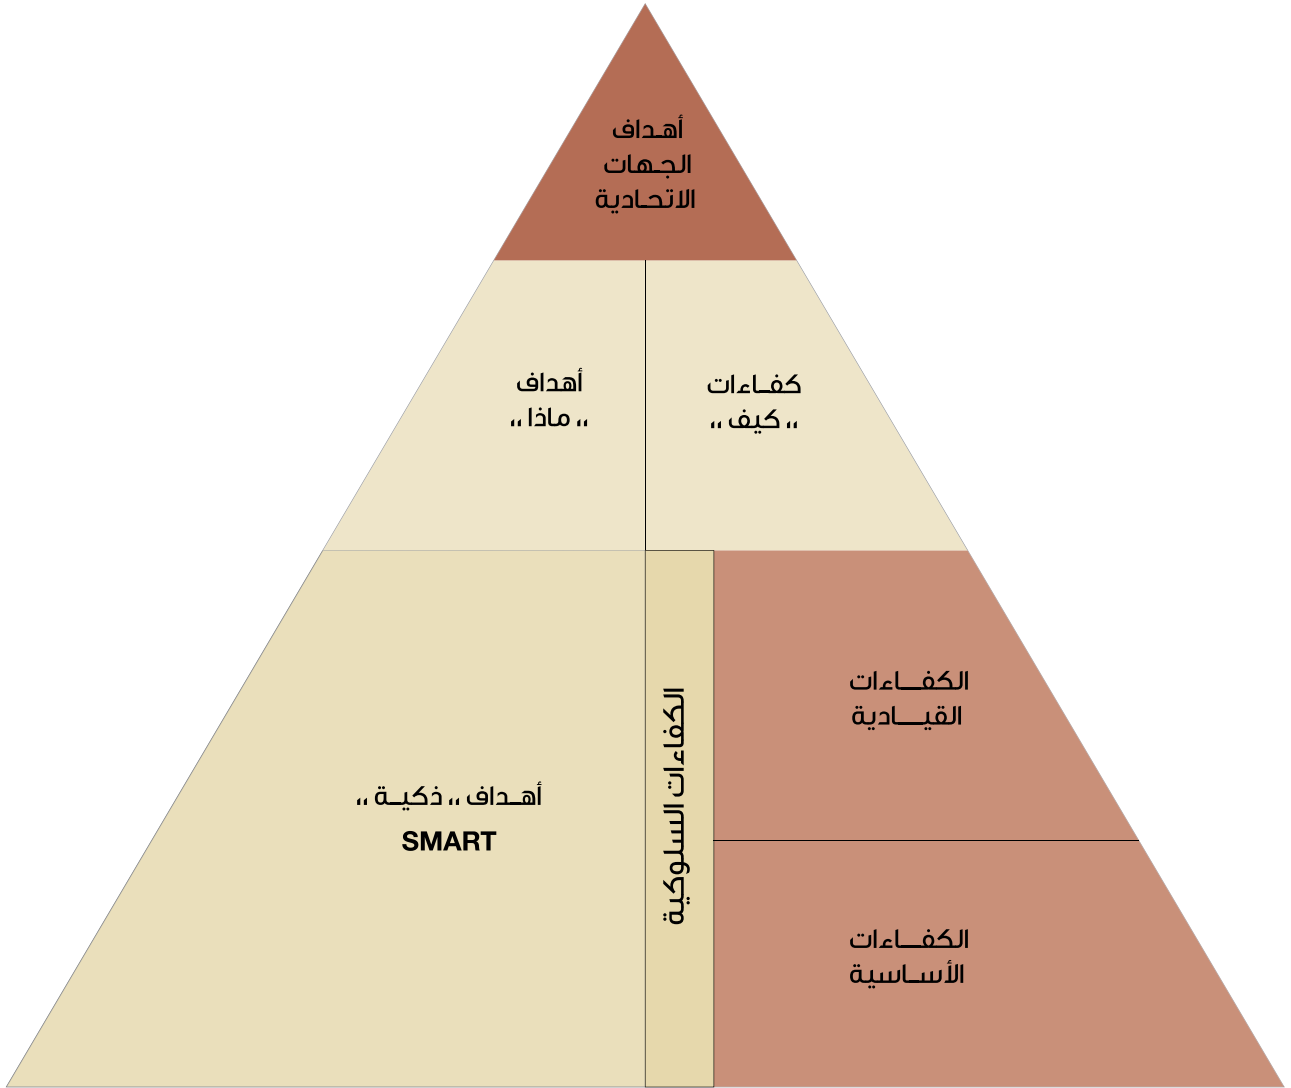 أهداف
الجهات
الاتحادية
كفاءات
،، كيف ،،
أهداف
،، ماذا ،،
الكفاءات السلوكية
الكفاءات
القيادية
الكفاءات
الأساسية
أهداف ،، ذكية ،،
SMART